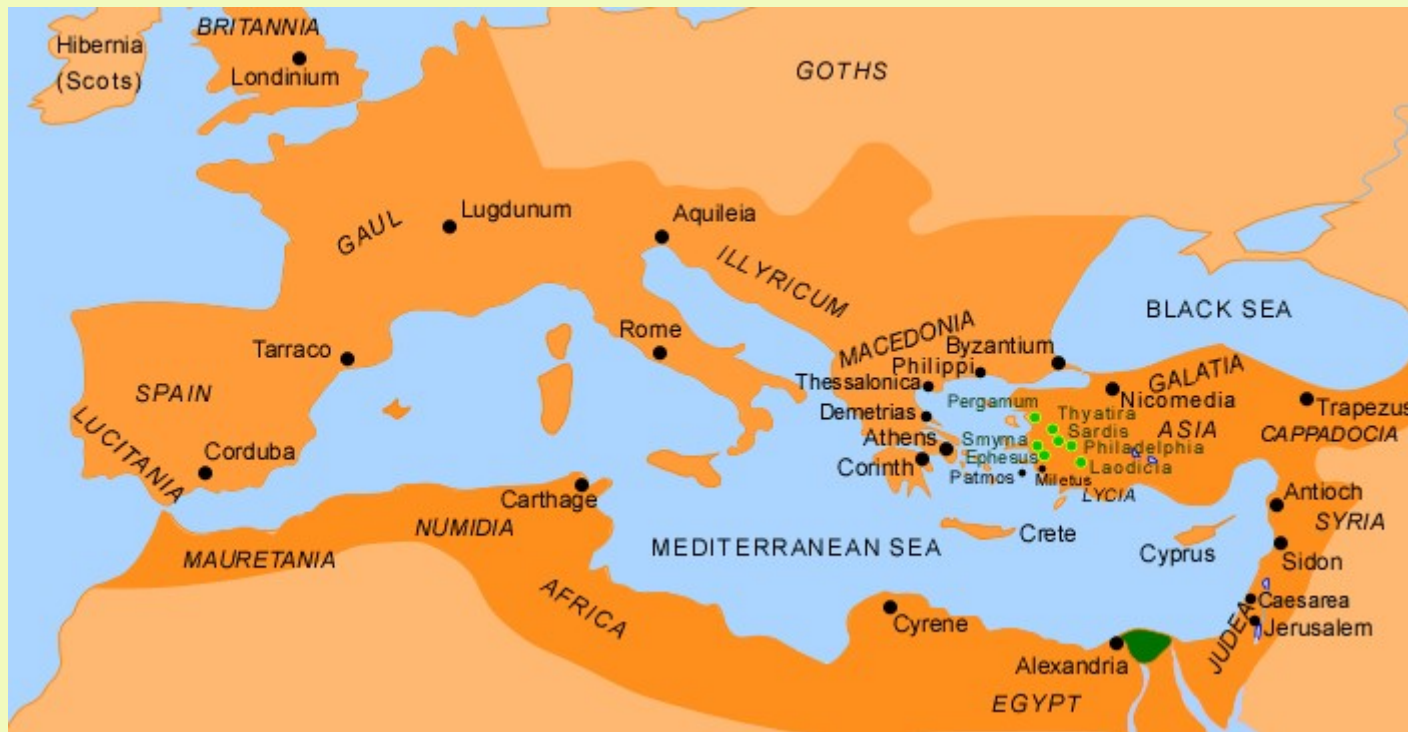 BRITANNIA
Hibernia
(Scots)
Londinium
GOTHS
Lugdunum
Aquileia
GAUL
ILLYRICUM
BLACK SEA
Rome
MACEDONIA
Byzantium
Tarraco
Philippi
GALATIA
Thessalonica
Nicomedia
SPAIN
Pergamum
Trapezus
Demetrias
Thyatira
LUCITANIA
Sardis
ASIA
CAPPADOCIA
Athens
Smyrna
Philadelphia
Corduba
Ephesus
Corinth
Laodicia
Patmos
Miletus
Carthage
LYCIA
Antioch
NUMIDIA
SYRIA
Crete
MEDITERRANEAN SEA
Cyprus
MAURETANIA
Sidon
AFRICA
Caesarea
Cyrene
JUDEA
Jerusalem
Alexandria
EGYPT